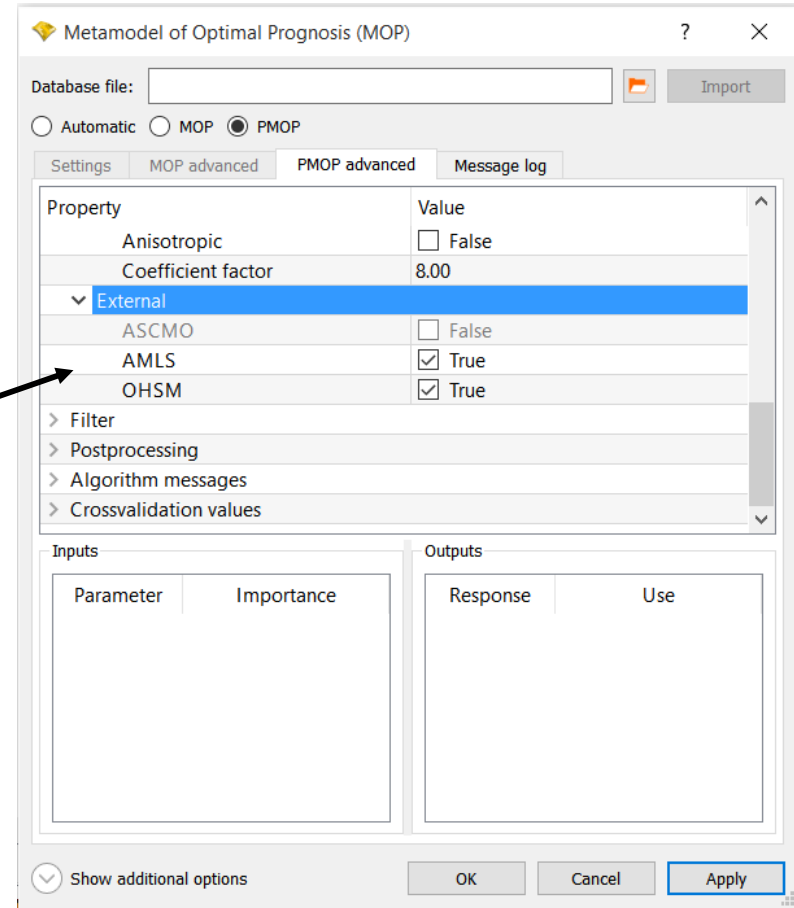 Metamodel of Optimal Prognosis (MOP) ?
Database file: Import
Automatic MOP PMOP
Settings MOP advanced PMOP advanced Message log
Property Value
Anisotropic False
Coefficient factor 8.00
External
ASCMO False
AMLS True
OHSM True
Filter
Postprocessing
Algorithm messages
Crossvalidation values
Inputs Outputs
Parameter Importance Response Use
Show additional options OK Cancel Apply